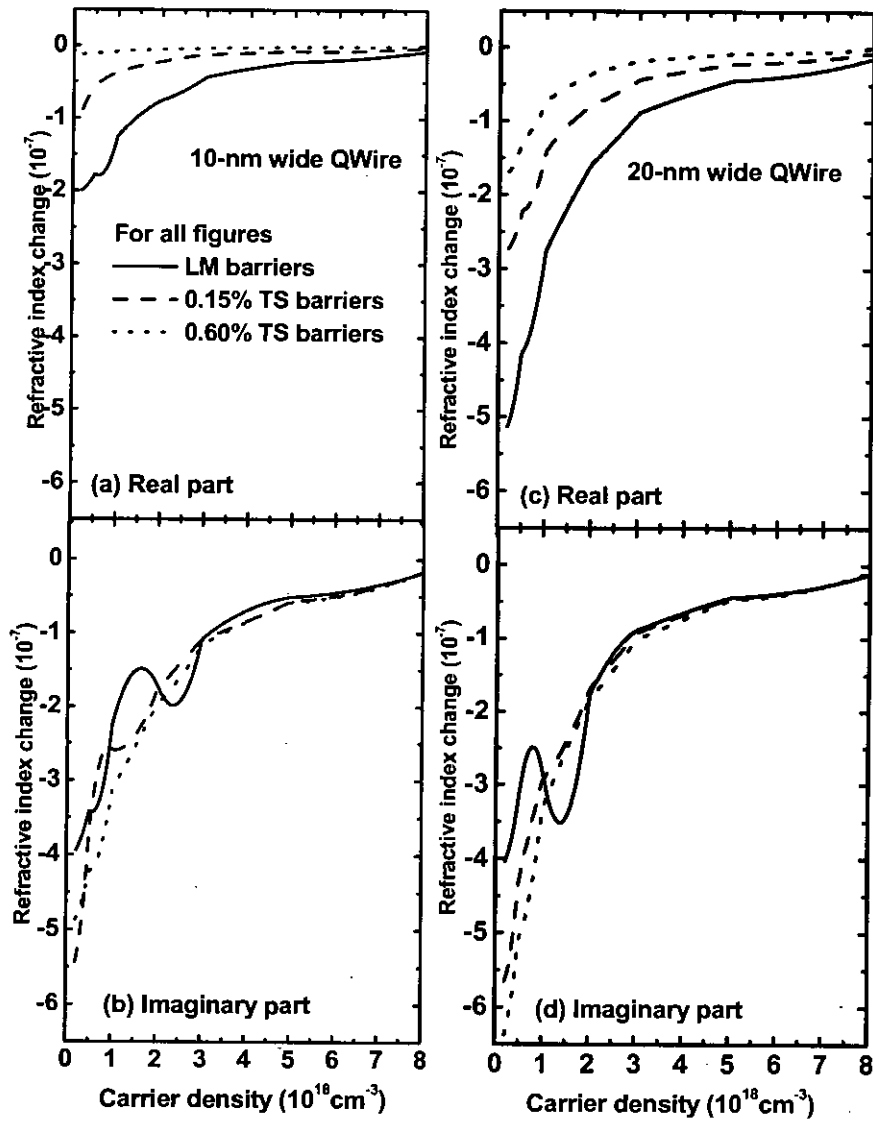 0
-1
-2
-3
-4
-5
-6
Refractive index change (10⁻⁷)
10-nm wide QWire
For all figures
LM barriers
0.15% TS barriers
0.60% TS barriers
(a) Real part
0
-1
-2
-3
-4
-5
-6
Refractive index change (10⁻⁷)
20-nm wide QWire
(c) Real part
0
-1
-2
-3
-4
-5
-6
Refractive index change (10⁻⁷)
(b) Imaginary part
0 1 2 3 4 5 6 7 8
Carrier density (10¹⁸cm⁻³)
0
-1
-2
-3
-4
-5
-6
Refractive index change (10⁻⁷)
(d) Imaginary part
0 1 2 3 4 5 6 7 8
Carrier density (10¹⁸cm⁻³)